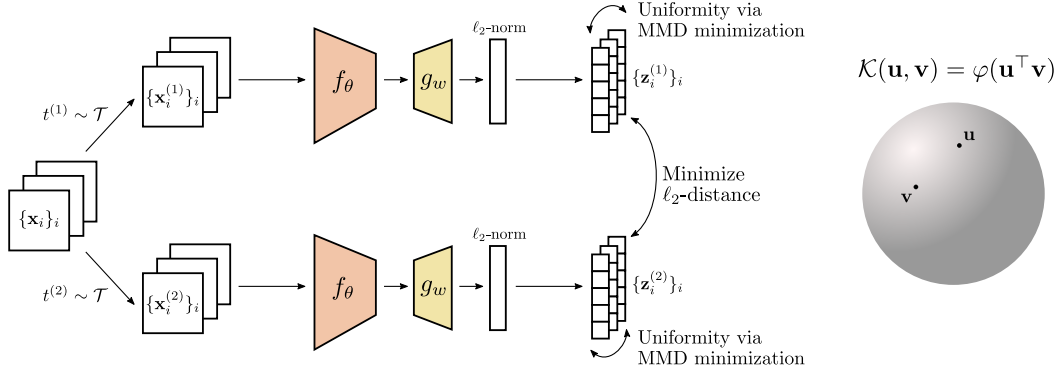 ℓ₂-norm
Uniformity via
MMD minimization
{x_i^{(1)}}_i
f_θ
g_w
{z_i^{(1)}}_i
K(u, v) = φ(u^⊤ v)
t^{(1)} ∼ T
u
v
{x_i}_i
Minimize
ℓ₂-distance
t^{(2)} ∼ T
ℓ₂-norm
{x_i^{(2)}}_i
f_θ
g_w
{z_i^{(2)}}_i
Uniformity via
MMD minimization